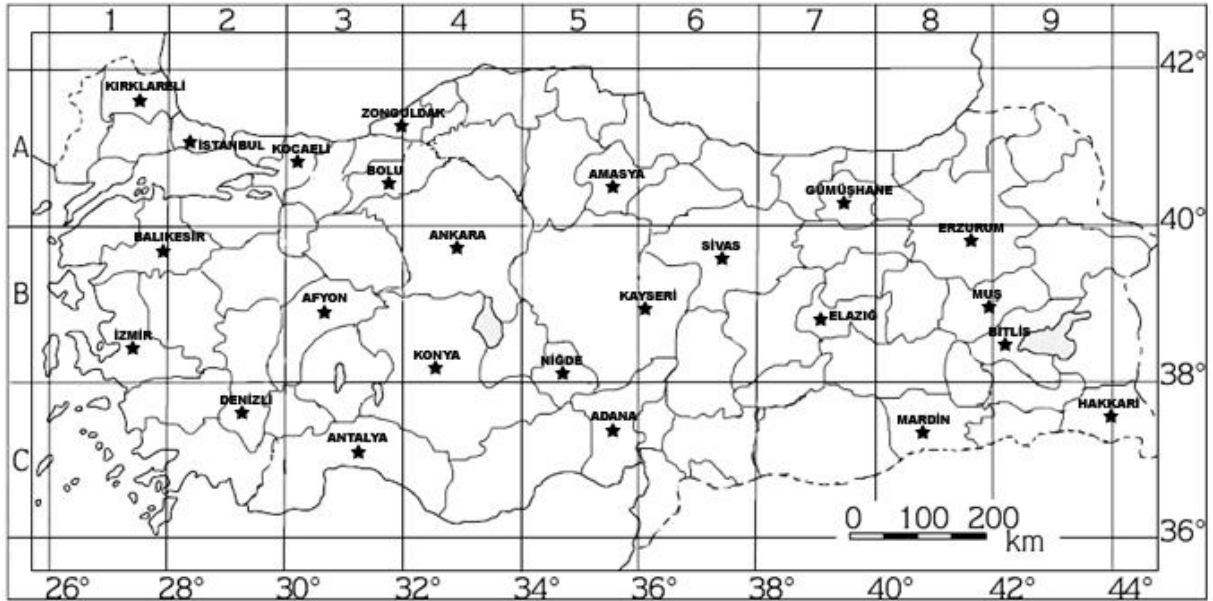 1 2 3 4 5 6 7 8 9
42°
KIRKLARELİ
ZONGULDAK
A
İSTANBUL KOCAELİ
BOLU
AMASYA
GÜMÜŞHANE
40°
BALIKESİR
ANKARA
SİVAS
ERZURUM
B
AFYON
KAYSERİ
ELAZIĞ
MUŞ
İZMİR
KONYA
NİĞDE
BİTLİS
38°
DENİZLİ
ADANA
MARDİN
HAKKARİ
ANTALYA
C
0 100 200
km
36°
26° 28° 30° 32° 34° 36° 38° 40° 42° 44°